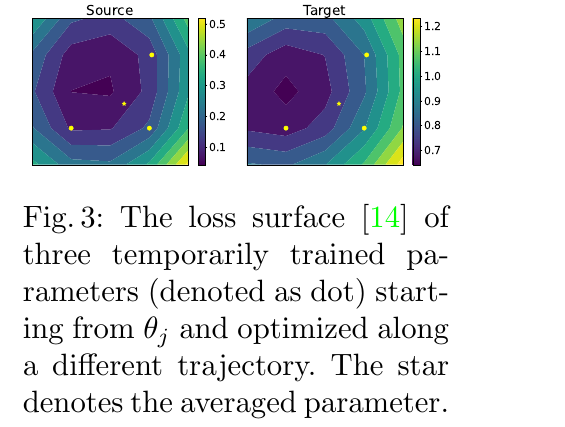 Source
Target
0.5
0.4
0.3
0.2
0.1
1.2
1.1
1.0
0.9
0.8
0.7
Fig. 3: The loss surface [14] of
three temporarily trained pa-
rameters (denoted as dot) start-
ing from θj and optimized along
a different trajectory. The star
denotes the averaged parameter.